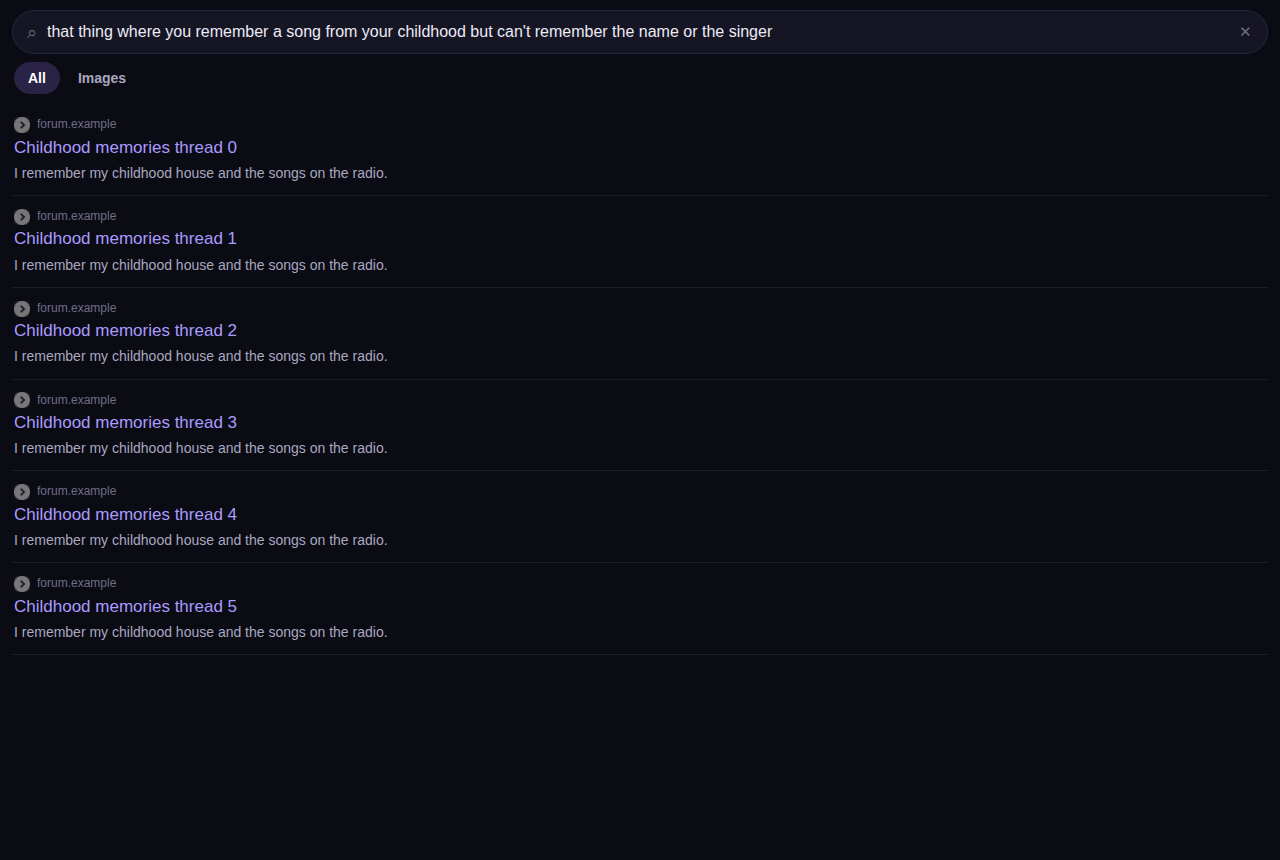 that thing where you remember a song from your childhood but can't remember the name or the singer
All Images
forum.example
Childhood memories thread 0
I remember my childhood house and the songs on the radio.
forum.example
Childhood memories thread 1
I remember my childhood house and the songs on the radio.
forum.example
Childhood memories thread 2
I remember my childhood house and the songs on the radio.
forum.example
Childhood memories thread 3
I remember my childhood house and the songs on the radio.
forum.example
Childhood memories thread 4
I remember my childhood house and the songs on the radio.
forum.example
Childhood memories thread 5
I remember my childhood house and the songs on the radio.